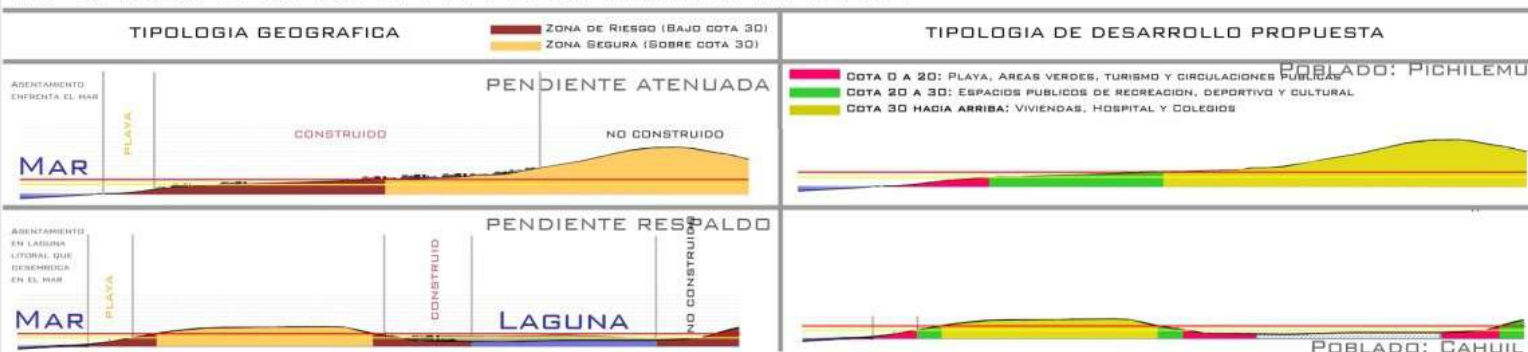 TIPOLOGIA GEOGRAFICA
ZONA DE RIESGO (BAJO COTA 30)
ZONA SEGURA (SOBRE COTA 30)
TIPOLOGIA DE DESARROLLO PROPUESTA
ASENTAMIENTO
ENFRENTA EL MAR
PENDIENTE ATENUADA
PLAYA
CONSTRUIDO
NO CONSTRUIDO
MAR
POBLADO: PICHILEMU
COTA 0 A 20: PLAYA, AREAS VERDES, TURISMO Y CIRCULACIONES PUBLICAS
COTA 20 A 30: ESPACIOS PUBLICOS DE RECREACION, DEPORTIVO Y CULTURAL
COTA 30 HACIA ARRIBA: VIVIENDAS, HOSPITAL Y COLEGIOS
ASENTAMIENTO
EN LAGUNA
LITORAL QUE
DESEMBOCA
EN EL MAR
PENDIENTE RESPALDO
PLAYA
CONSTRUID
NO CONSTRUIDO
MAR
LAGUNA
POBLADO: CAHUIL